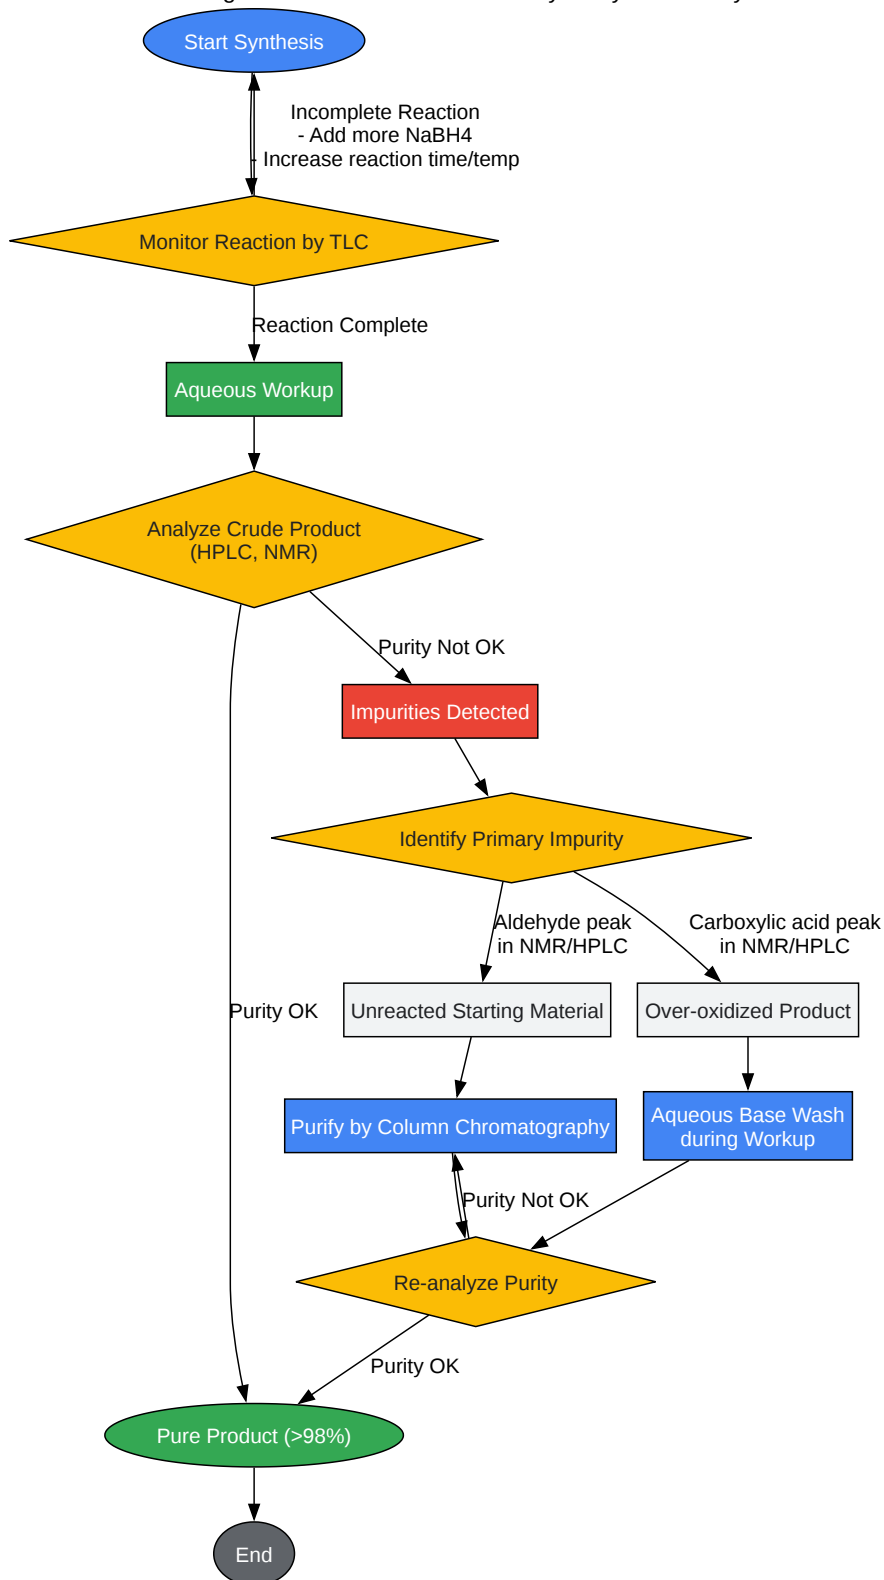 Start Synthesis
Incomplete Reaction
- Add more NaBH4
- Increase reaction time/temp
Monitor Reaction by TLC
Reaction Complete
Aqueous Workup
Analyze Crude Product
(HPLC, NMR)
Purity Not OK
Impurities Detected
Identify Primary Impurity
Aldehyde peak
in NMR/HPLC
Carboxylic acid peak
in NMR/HPLC
Purity OK
Unreacted Starting Material
Over-oxidized Product
Purify by Column Chromatography
Aqueous Base Wash
during Workup
Purity Not OK
Re-analyze Purity
Purity OK
Pure Product (>98%)
End